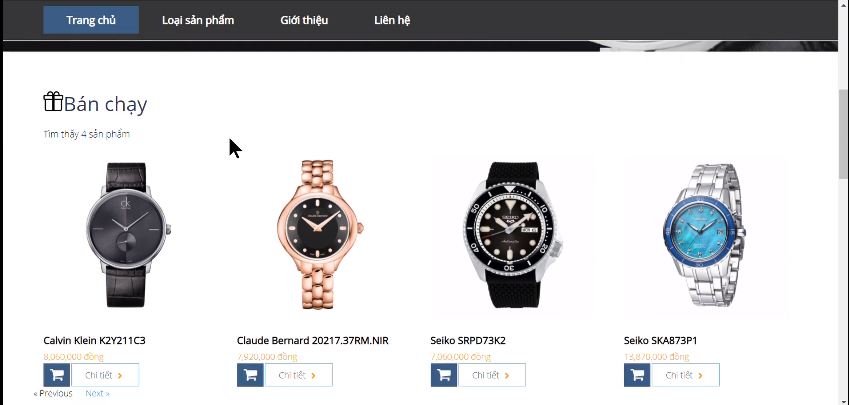 Trang chủ Loại sản phẩm Giới thiệu Liên hệ
Bán chạy
Tìm thấy 4 sản phẩm
ck
SEIKO
Calvin Klein K2Y211C3 Claude Bernard 20217.37RM.NIR Seiko SRPD73K2 Seiko SKA873P1
8,060,000 đồng 7,920,000 đồng 7,060,000 đồng 13,870,000 đồng
Chi tiết Chi tiết Chi tiết Chi tiết
« Previous Next »